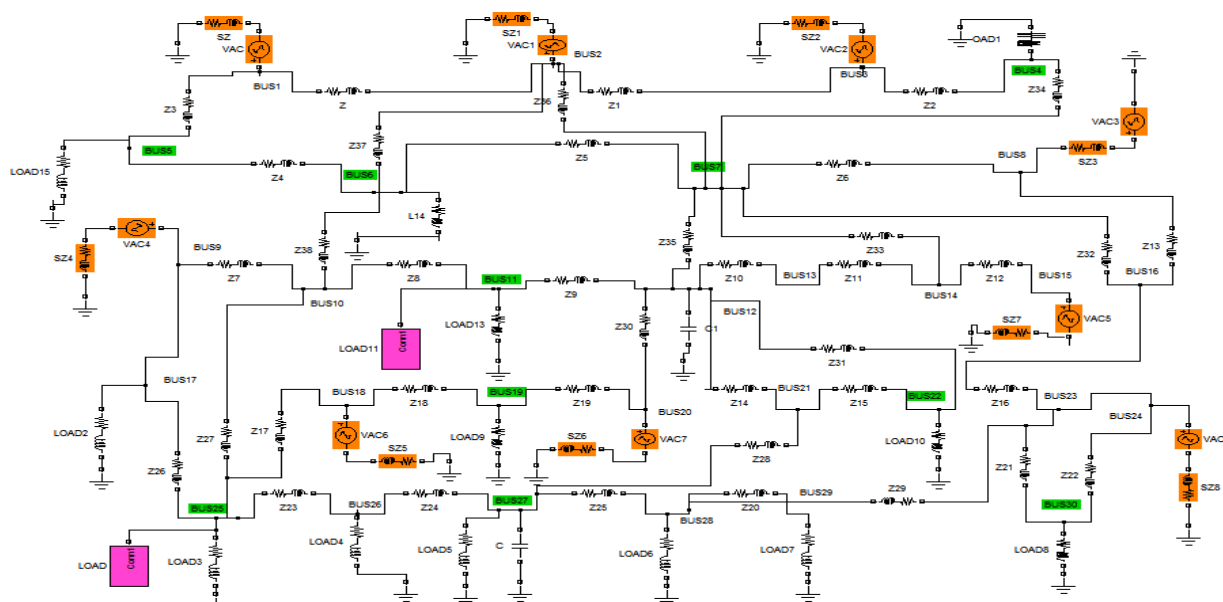 SZ
VAC
SZ1
VAC1
BUS2
SZ2
VAC2
OAD1
BUS1
BUS3
BUS4
Z3
Z
Z36
Z1
Z2
Z34
VAC3
Z37
BUS5
Z5
BUS7
BUS8
SZ3
LOAD15
Z4
BUS6
Z6
L14
VAC4
BUS9
Z38
Z35
Z33
Z32
Z13
SZ4
Z7
Z8
BUS11
Z9
Z10
BUS13
Z11
Z12
BUS15
BUS16
BUS10
BUS14
LOAD13
Z30
C1
BUS12
SZ7
VAC5
LOAD11
Conn1
Z31
BUS17
BUS18
Z18
BUS19
Z19
BUS20
Z14
BUS21
Z15
BUS22
Z16
BUS23
BUS24
LOAD2
Z27
Z17
VAC6
LOAD9
SZ6
VAC7
LOAD10
VAC
SZ5
Z28
Z26
Z21
Z22
SZ8
BUS25
Z23
BUS26
Z24
BUS27
Z25
Z20
BUS29
Z29
BUS30
BUS28
LOAD
Conn1
LOAD3
LOAD4
LOAD5
C
LOAD6
LOAD7
LOAD8